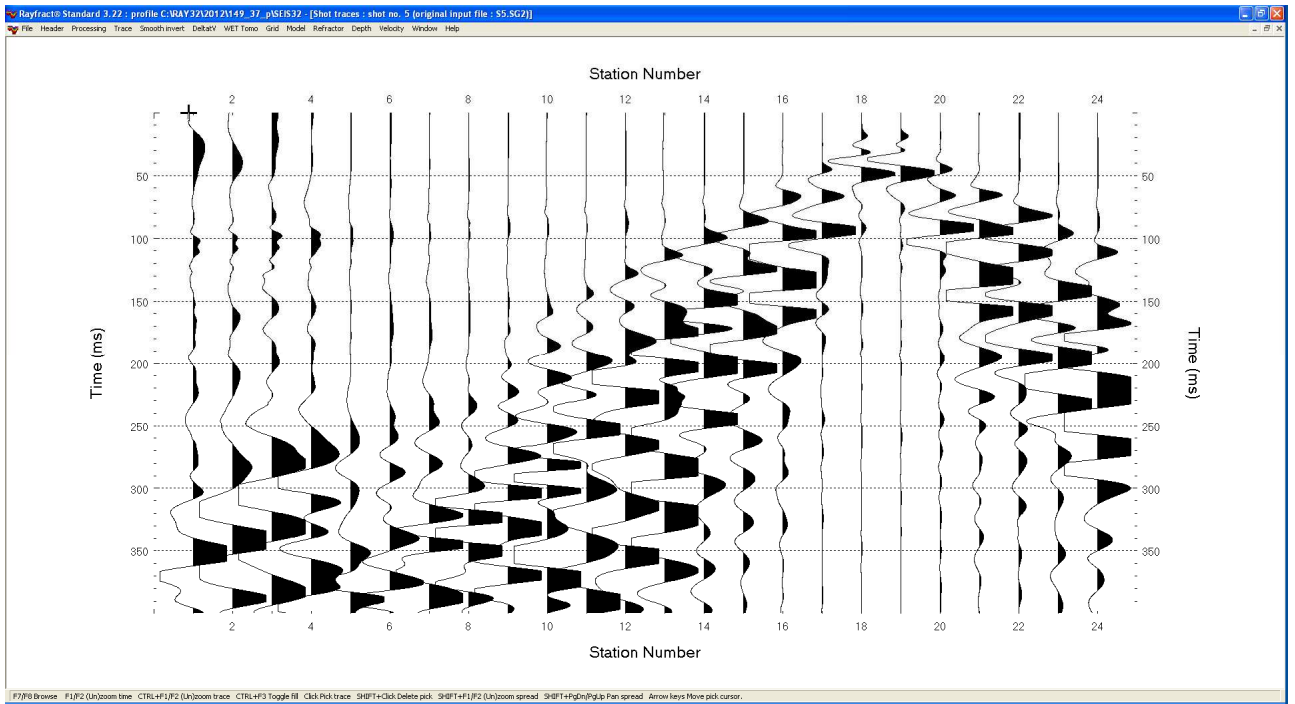 Rayfract® Standard 3.22 : profile C:\RAY32\2012\149_37_p\SEIS32 - [Shot traces : shot no. 5 (original input file : S5.SG2)]
File Header Processing Trace Smooth invert DeltatV WET Tomo Grid Model Refractor Depth Velocity Window Help
Station Number
2 4 6 8 10 12 14 16 18 20 22 24
50 50
100 100
150 150
200 200
250 250
300 300
350 350
Time (ms)
Time (ms)
2 4 6 8 10 12 14 16 18 20 22 24
Station Number
F7/F8 Browse F1/F2 (Un)zoom time CTRL+F1/F2 (Un)zoom trace CTRL+F3 Toggle fill Click Pick trace SHIFT+Click Delete pick SHIFT+F1/F2 (Un)zoom spread SHIFT+PgDn/PgUp Pan spread Arrow keys Move pick cursor.